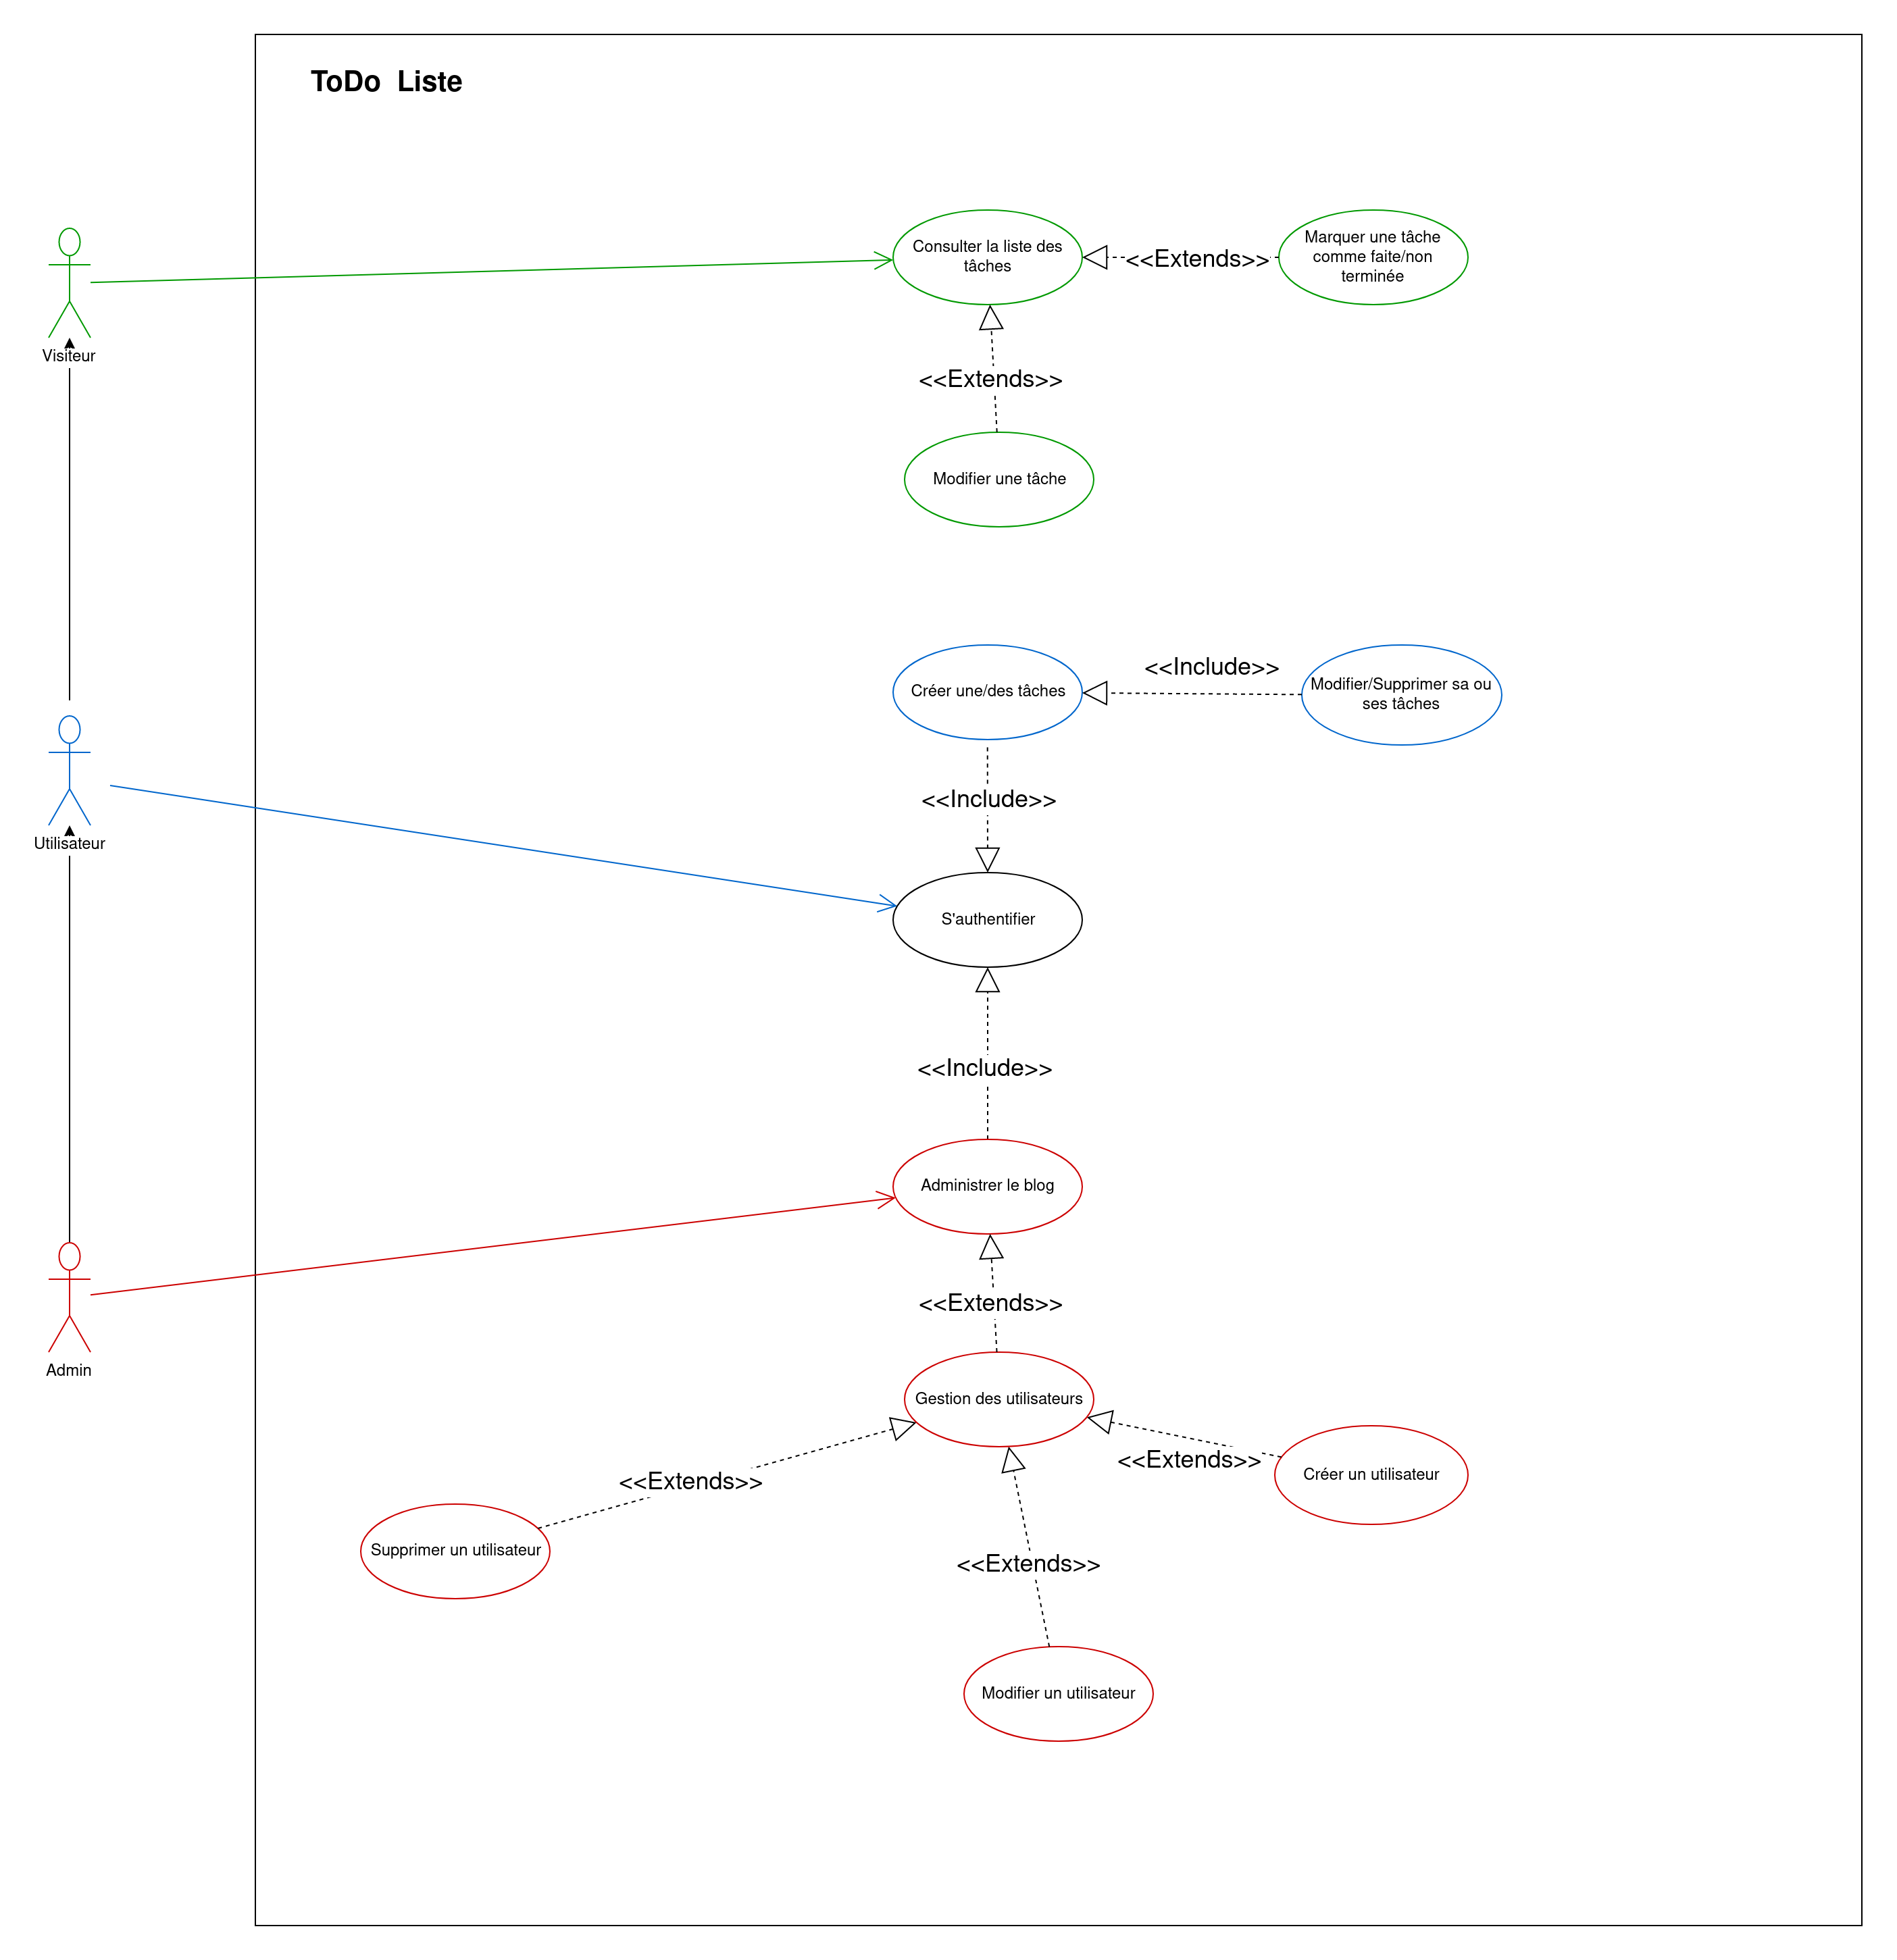 ToDo  Liste
Consulter la liste des
tâches
<<Extends>>
Marquer une tâche
comme faite/non
terminée
Visiteur
<<Extends>>
Modifier une tâche
Créer une/des tâches
<<Include>>
Modifier/Supprimer sa ou
ses tâches
<<Include>>
Utilisateur
S'authentifier
<<Include>>
Administrer le blog
<<Extends>>
Admin
Gestion des utilisateurs
<<Extends>>
<<Extends>>
Créer un utilisateur
Supprimer un utilisateur
<<Extends>>
Modifier un utilisateur